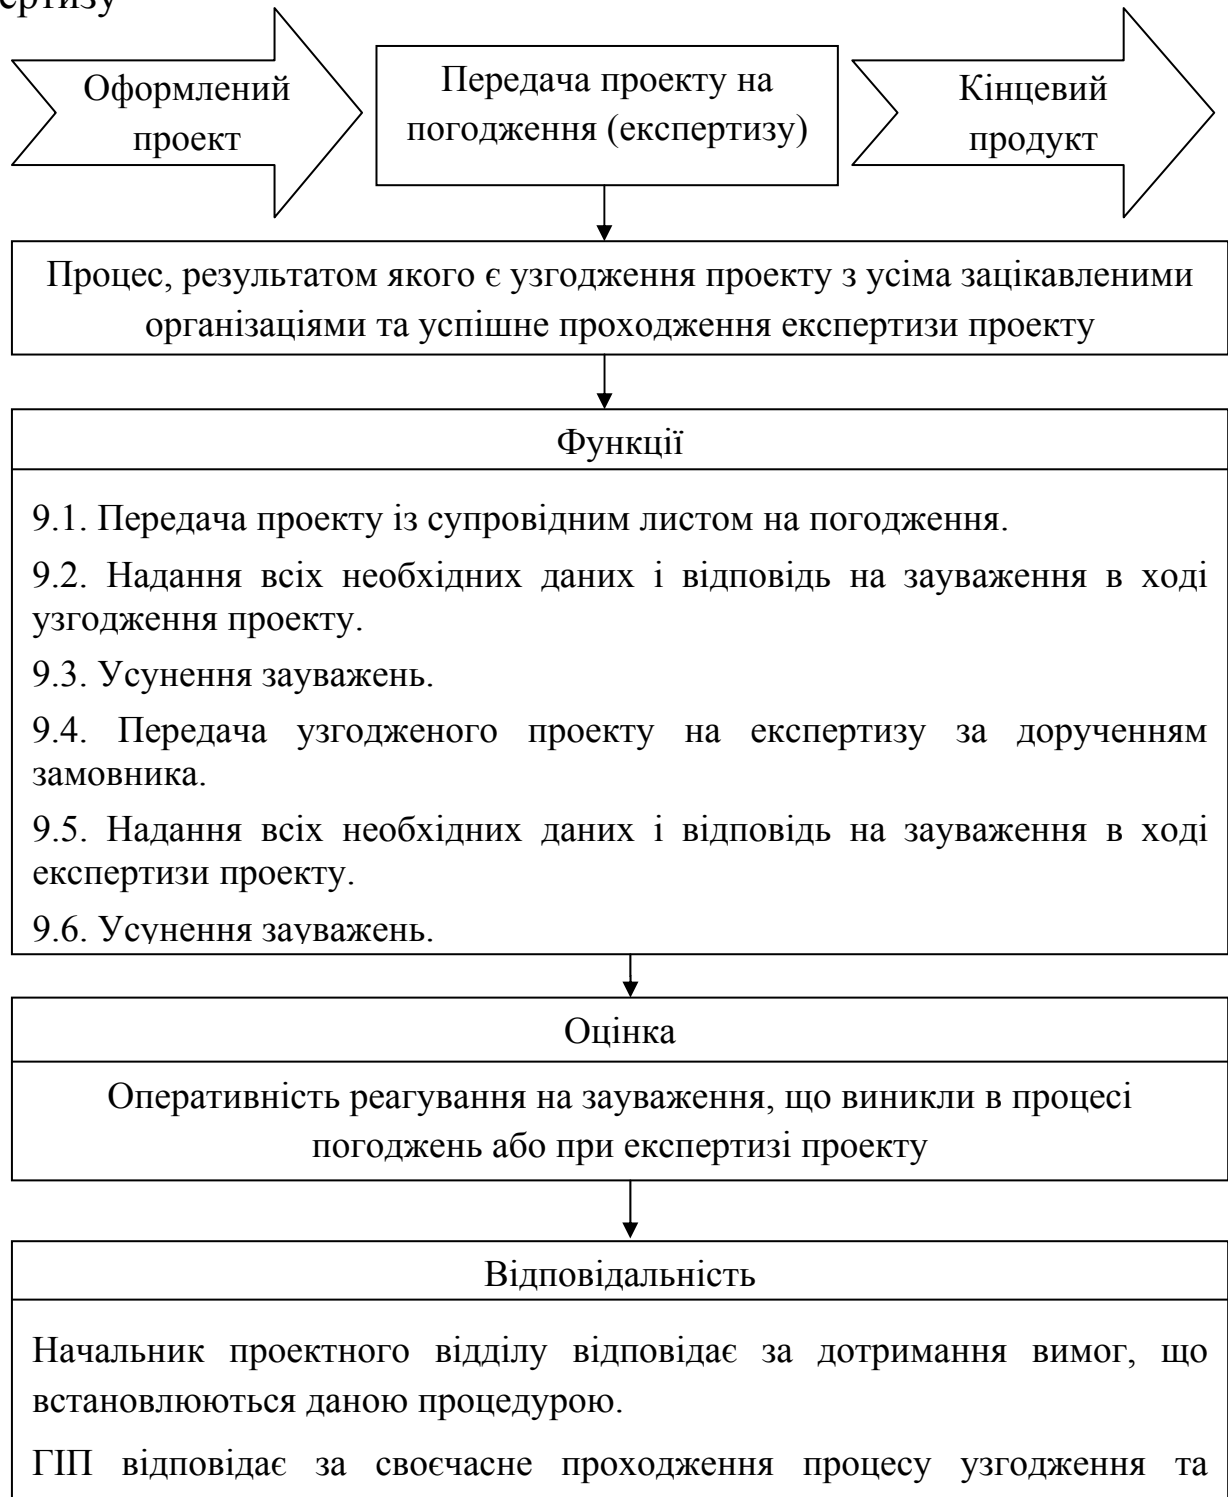 ертизу
Оформлений
проект
Передача проекту на
погодження (експертизу)
Кінцевий
продукт
Процес, результатом якого є узгодження проекту з усіма зацікавленими
організаціями та успішне проходження експертизи проекту
Функції
9.1. Передача проекту із супровідним листом на погодження.
9.2. Надання всіх необхідних даних і відповідь на зауваження в ході
узгодження проекту.
9.3. Усунення зауважень.
9.4. Передача узгодженого проекту на експертизу за дорученням
замовника.
9.5. Надання всіх необхідних даних і відповідь на зауваження в ході
експертизи проекту.
9.6. Усунення зауважень.
Оцінка
Оперативність реагування на зауваження, що виникли в процесі
погоджень або при експертизі проекту
Відповідальність
Начальник проектного відділу відповідає за дотримання вимог, що
встановлюються даною процедурою.
ГІП відповідає за своєчасне проходження процесу узгодження та